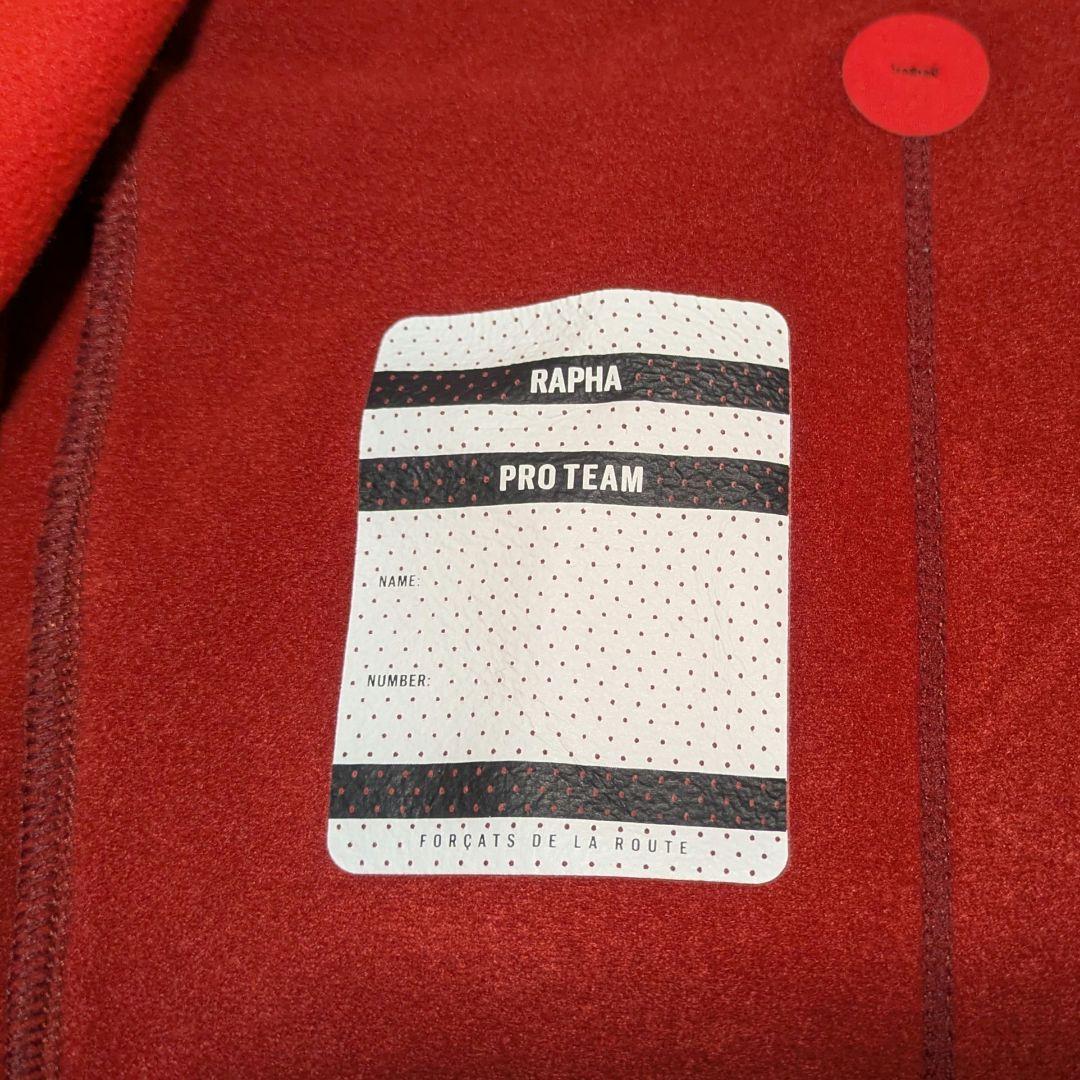 RAPHA
PRO TEAM
NAME:
NUMBER:
FORÇATS DE LA ROUTE